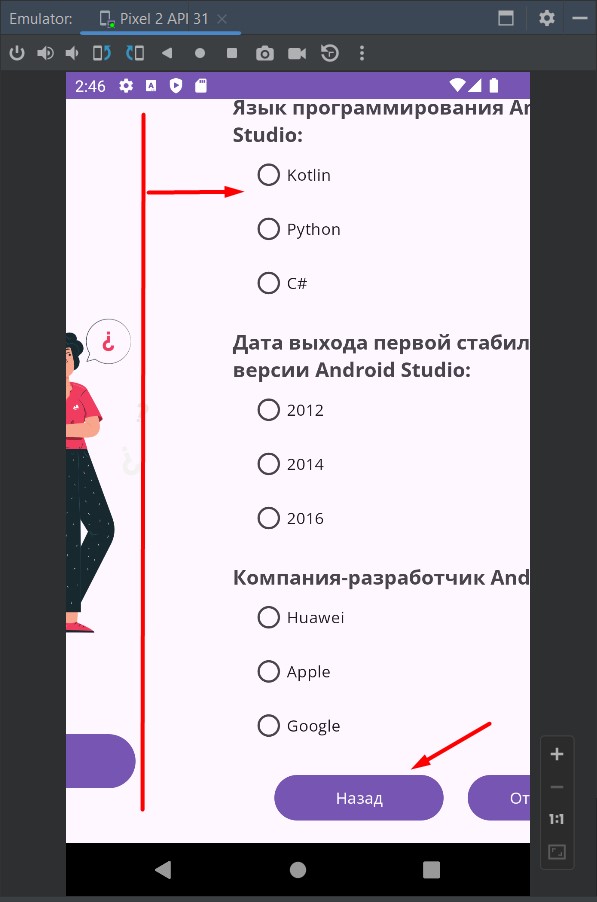 Emulator: Pixel 2 API 31
2:46 A
Язык программирования An
Studio:
Kotlin
Python
C#
¿
Дата выхода первой стабил
версии Android Studio:
2012
2014
2016
Компания-разработчик And
Huawei
Apple
Google
Назад
От
1:1